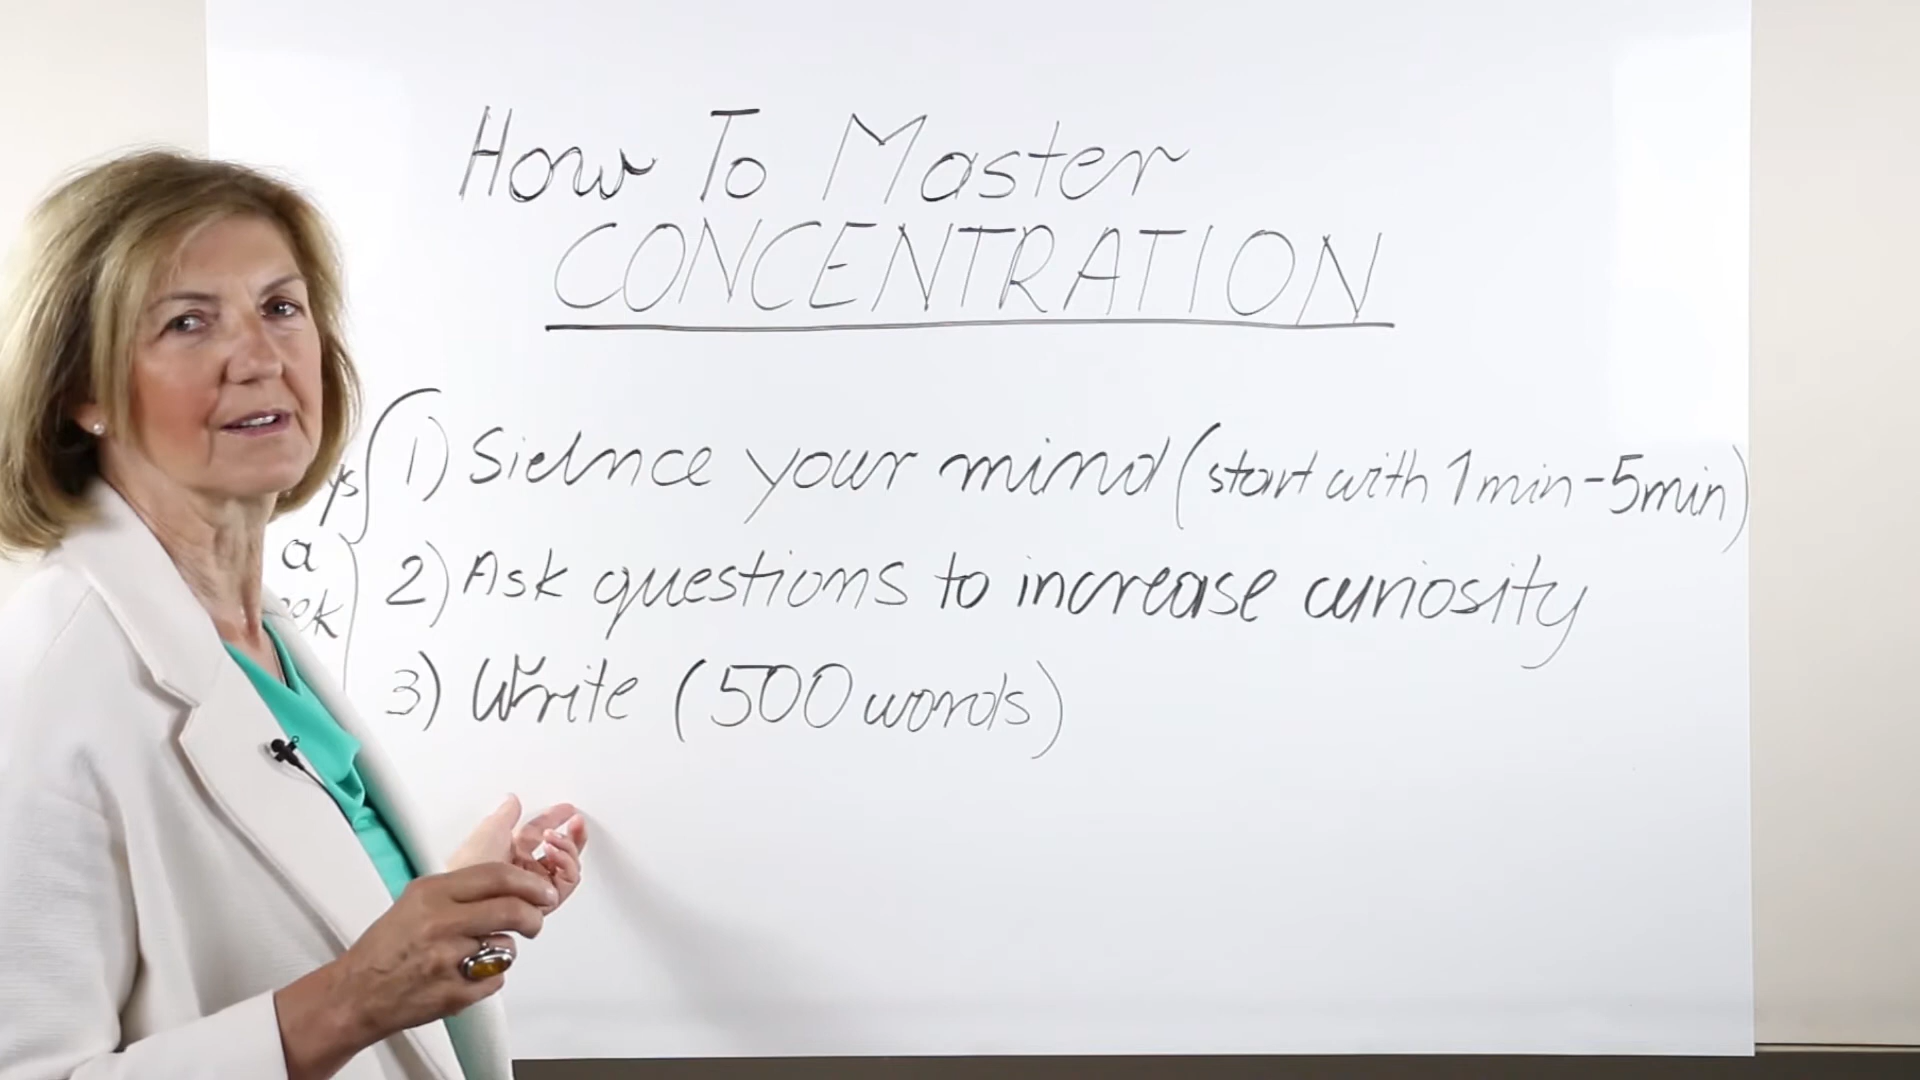 How To Master
CONCENTRATION
1) Sielnce your mind (start with 1min-5min)
a
2) Ask questions to increase curiosity
3) Write (500 words)